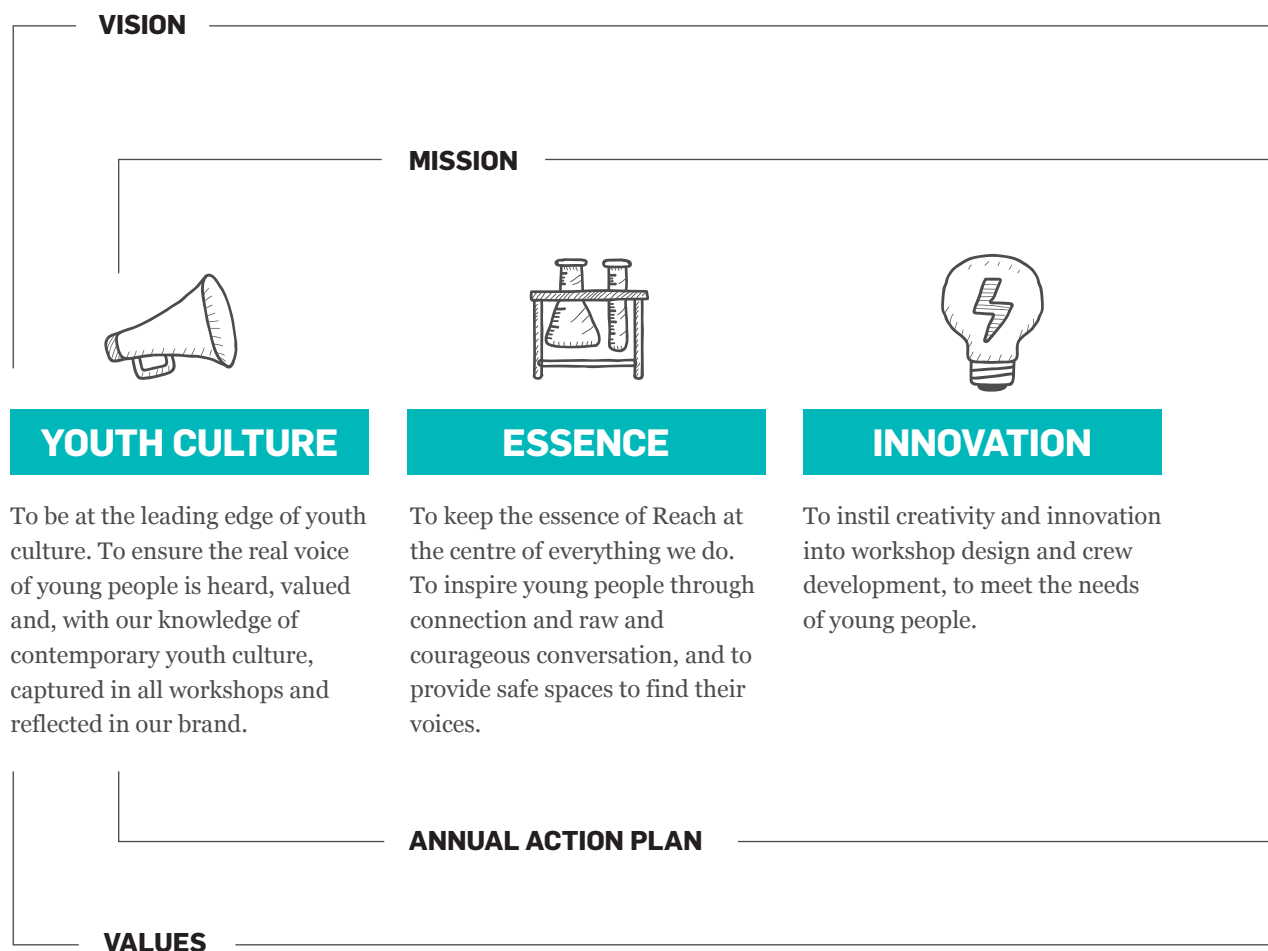 VISION
MISSION
YOUTH CULTURE
To be at the leading edge of youth
culture. To ensure the real voice
of young people is heard, valued
and, with our knowledge of
contemporary youth culture,
captured in all workshops and
reflected in our brand.
ESSENCE
To keep the essence of Reach at
the centre of everything we do.
To inspire young people through
connection and raw and
courageous conversation, and to
provide safe spaces to find their
voices.
INNOVATION
To instil creativity and innovation
into workshop design and crew
development, to meet the needs
of young people.
ANNUAL ACTION PLAN
VALUES